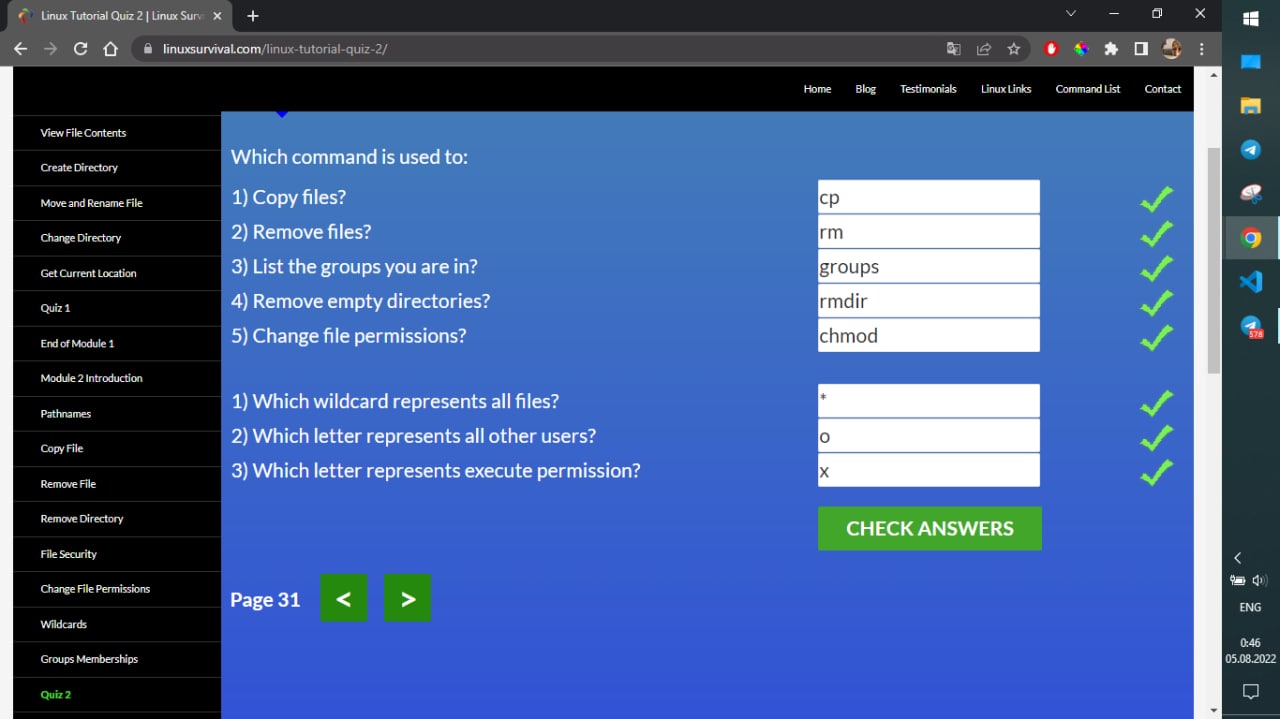 Linux Tutorial Quiz 2 | Linux Surv
linuxsurvival.com/linux-tutorial-quiz-2/
Home Blog Testimonials Linux Links Command List Contact
View File Contents
Create Directory
Move and Rename File
Change Directory
Get Current Location
Quiz 1
End of Module 1
Module 2 Introduction
Pathnames
Copy File
Remove File
Remove Directory
File Security
Change File Permissions
Wildcards
Groups Memberships
Quiz 2
Which command is used to:
1) Copy files? cp
2) Remove files? rm
3) List the groups you are in? groups
4) Remove empty directories? rmdir
5) Change file permissions? chmod
1) Which wildcard represents all files? *
2) Which letter represents all other users? o
3) Which letter represents execute permission? x
CHECK ANSWERS
Page 31 < >
578
ENG
0:46
05.08.2022